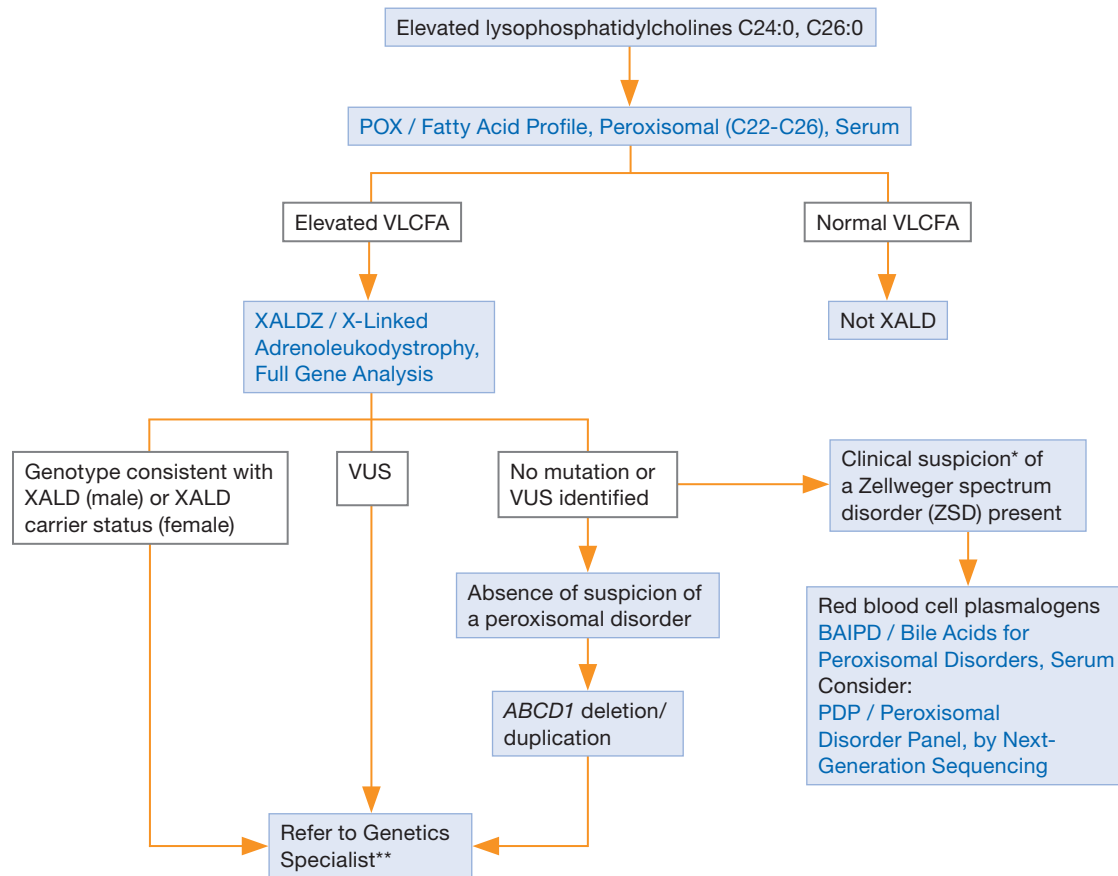 Elevated lysophosphatidylcholines C24:0, C26:0
POX / Fatty Acid Profile, Peroxisomal (C22-C26), Serum
Elevated VLCFA
Normal VLCFA
XALDZ / X-Linked
Adrenoleukodystrophy,
Full Gene Analysis
Not XALD
Genotype consistent with
XALD (male) or XALD
carrier status (female)
VUS
No mutation or
VUS identified
Clinical suspicion* of
a Zellweger spectrum
disorder (ZSD) present
Absence of suspicion of
a peroxisomal disorder
Red blood cell plasmalogens
BAIPD / Bile Acids for
Peroxisomal Disorders, Serum
Consider:
PDP / Peroxisomal
Disorder Panel, by Next-
Generation Sequencing
ABCD1 deletion/
duplication
Refer to Genetics
Specialist**